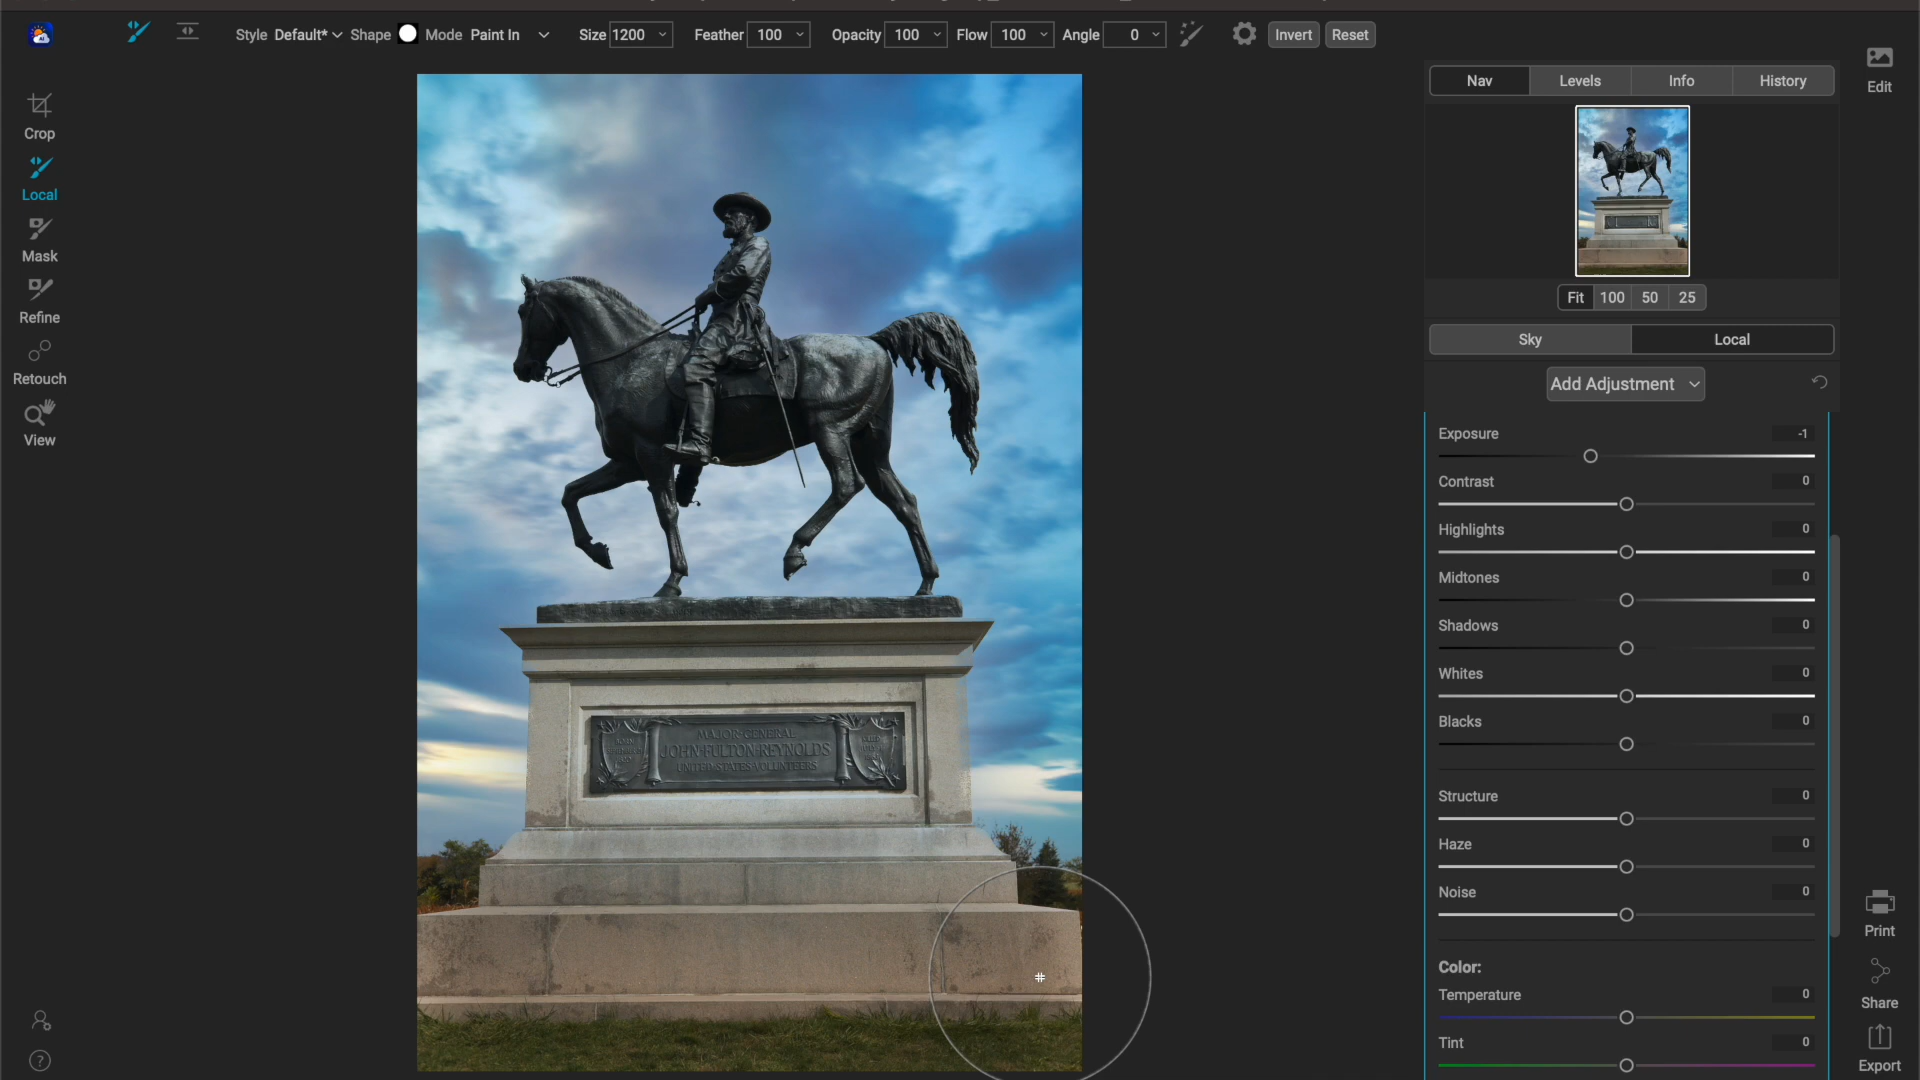 Style Default* Shape Mode Paint In Size 1200 Feather 100 Opacity 100 Flow 100 Angle 0 Invert Reset
Crop
Local
Mask
Refine
Retouch
View
MAJOR GENERAL
JOHN FULTON REYNOLDS
UNITED STATES VOLUNTEERS
Nav Levels Info History
Fit 100 50 25
Sky Local
Add Adjustment
Exposure -1
Contrast 0
Highlights 0
Midtones 0
Shadows 0
Whites 0
Blacks 0
Structure 0
Haze 0
Noise 0
Color:
Temperature 0
Tint 0
Edit
Print
Share
Export